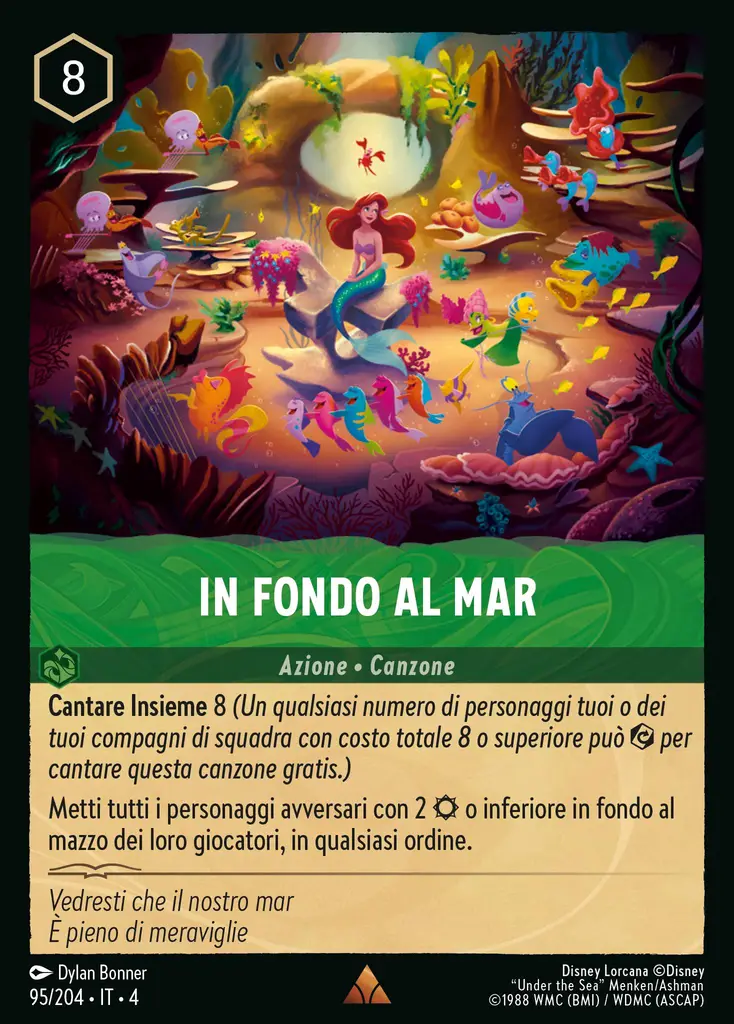 8
IN FONDO AL MAR
Azione • Canzone
Cantare Insieme 8 (Un qualsiasi numero di personaggi tuoi o dei
tuoi compagni di squadra con costo totale 8 o superiore può per
cantare questa canzone gratis.)
Metti tutti i personaggi avversari con 2 o inferiore in fondo al
mazzo dei loro giocatori, in qualsiasi ordine.
Vedresti che il nostro mar
È pieno di meraviglie
Dylan Bonner
95/204 • IT • 4
Disney Lorcana ©Disney
“Under the Sea” Menken/Ashman
©1988 WMC (BMI) / WDMC (ASCAP)